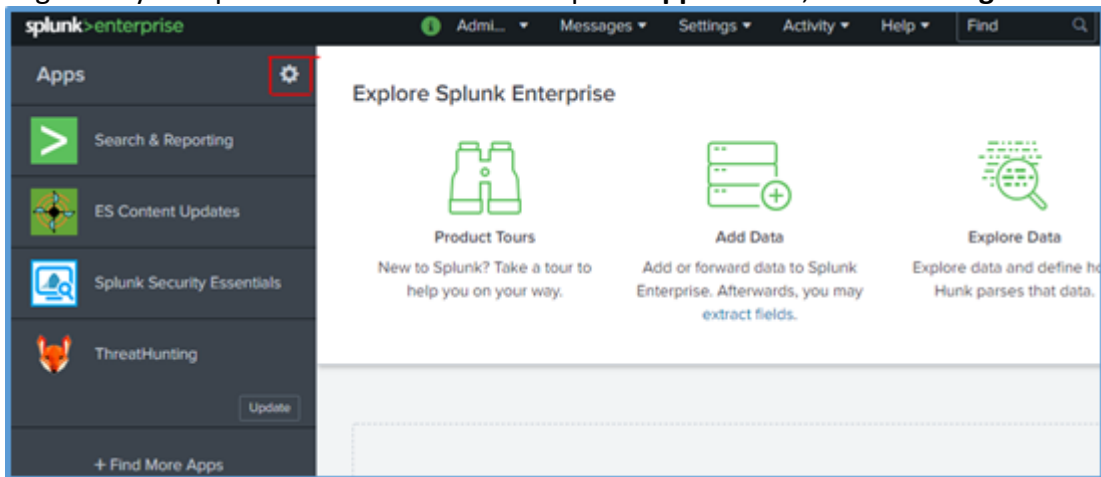 splunk>enterprise Admi... Messages Settings Activity Help Find
Apps
Explore Splunk Enterprise
Search & Reporting
ES Content Updates
Splunk Security Essentials
ThreatHunting
Update
+ Find More Apps
Product Tours
New to Splunk? Take a tour to
help you on your way.
Add Data
Add or forward data to Splunk
Enterprise. Afterwards, you may
extract fields.
Explore Data
Explore data and define ho
Hunk parses that data.